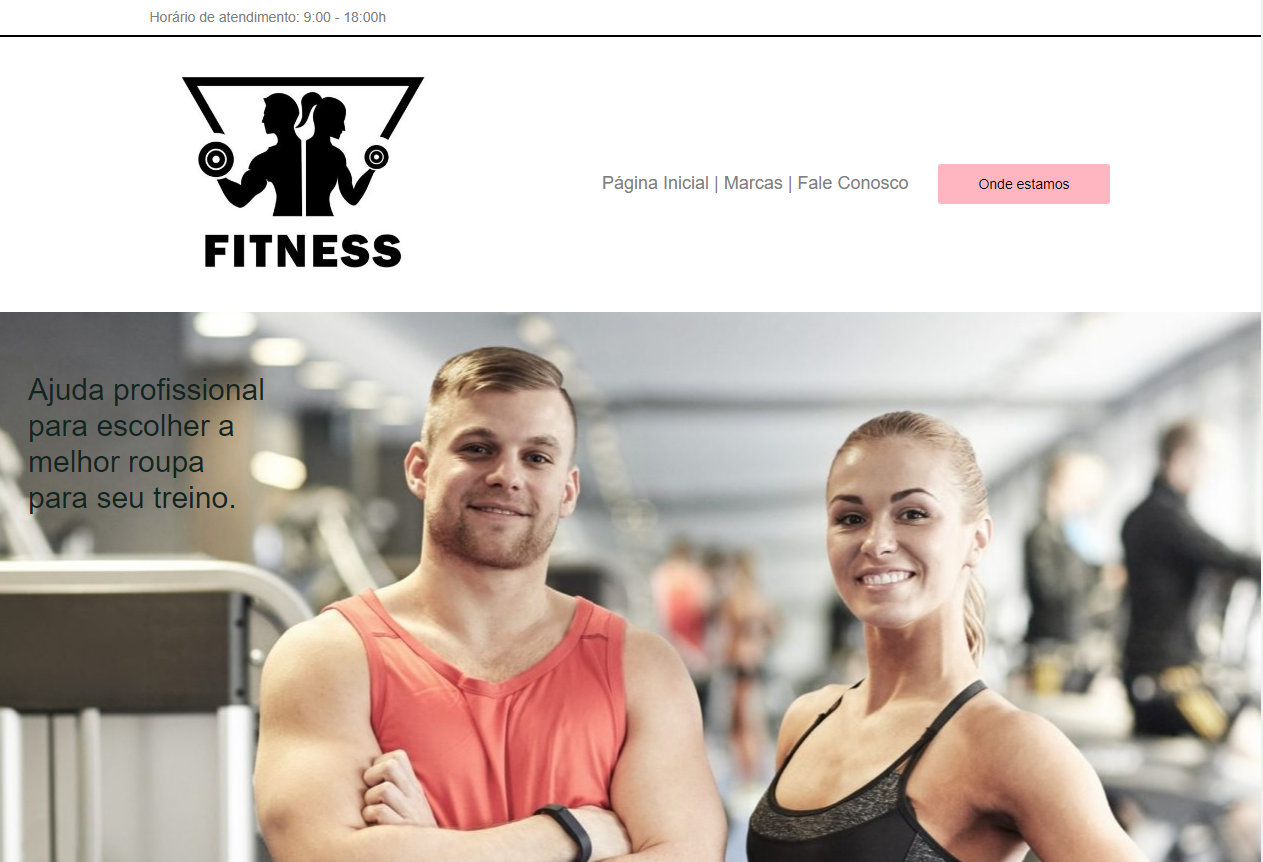 Horário de atendimento: 9:00 - 18:00h
FITNESS
Página Inicial | Marcas | Fale Conosco
Onde estamos
Ajuda profissional
para escolher a
melhor roupa
para seu treino.